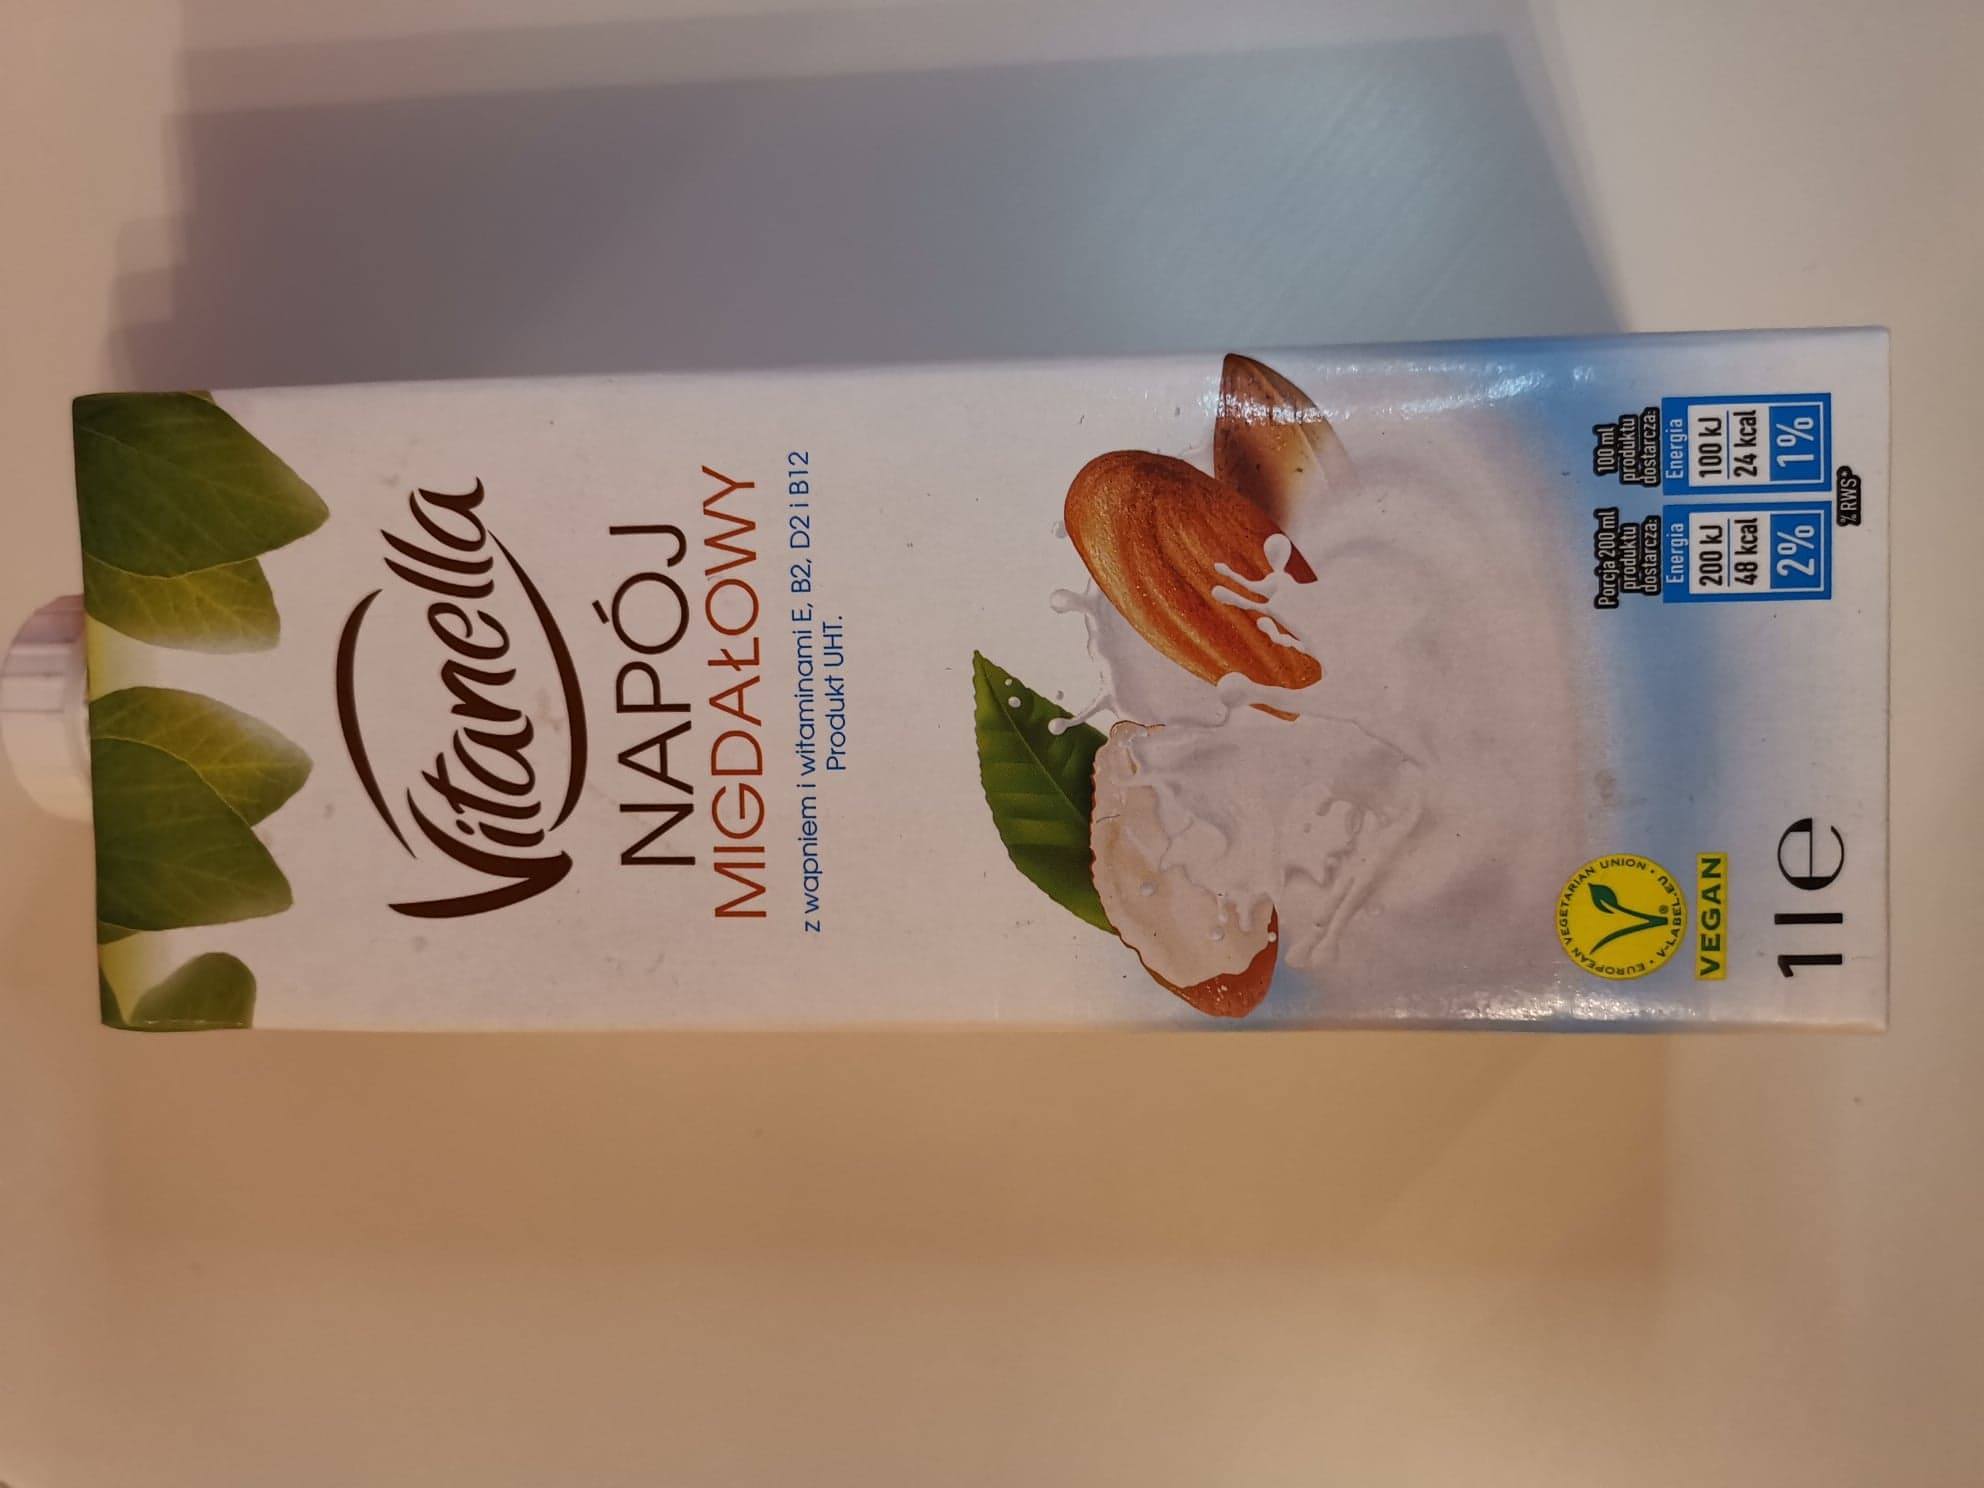 Vitanella
NAPÓJ
MIGDAŁOWY
z wapniem i witaminami E, B2, D2 i B12
Produkt UHT.
EUROPEAN VEGETARIAN UNION • V-LABEL.EU •
V®
VEGAN
1 l e
Porcja 200 ml
produktu
dostarcza:
Energia
200 kJ
48 kcal
2%
100 ml
produktu
dostarcza:
Energia
100 kJ
24 kcal
1%
% RWS*